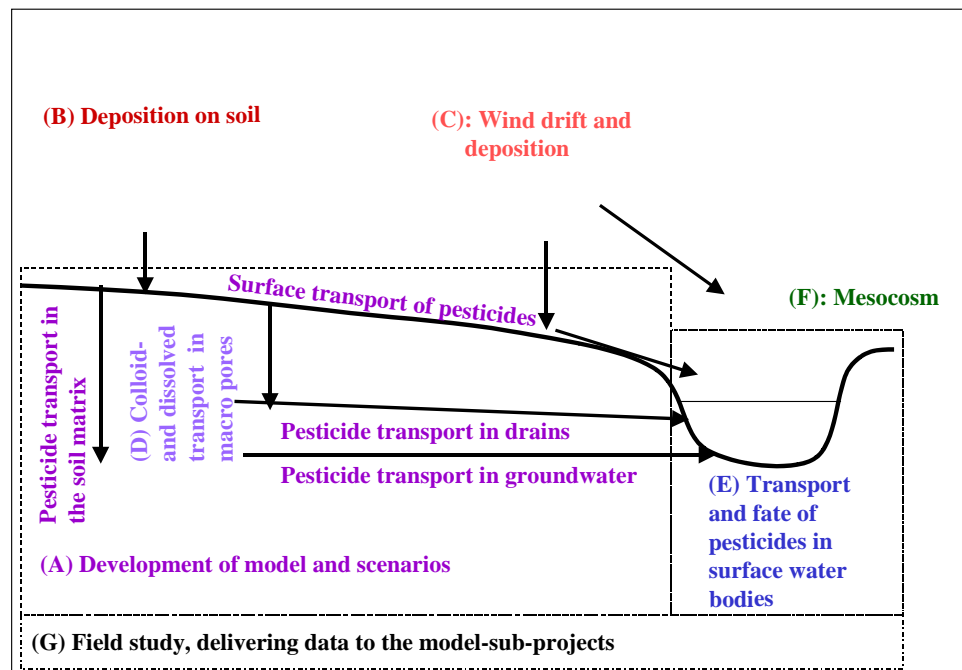 (B) Deposition on soil
(C): Wind drift and
deposition
Surface transport of pesticides
(F): Mesocosm
Pesticide transport in
the soil matrix
(D) Colloid-
and dissolved
transport in
macro pores
Pesticide transport in drains
Pesticide transport in groundwater
(E) Transport
and fate of
pesticides in
surface water
bodies
(A) Development of model and scenarios
(G) Field study, delivering data to the model-sub-projects